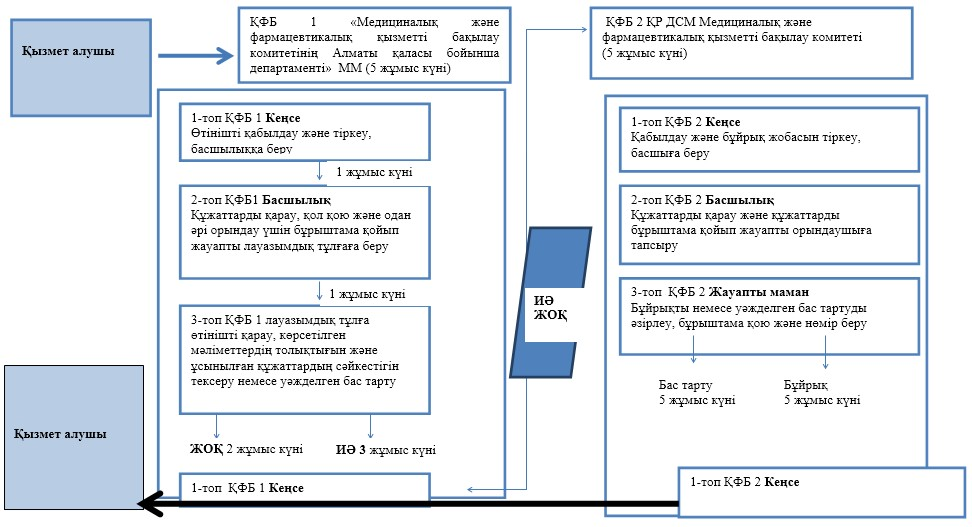 Қызмет алушы
ҚФБ 1 «Медициналық және
фармацевтикалық қызметті бақылау
комитетінің Алматы қаласы бойынша
департаменті» ММ (5 жұмыс күні)
ҚФБ 2 ҚР ДСМ Медициналық және
фармацевтикалық қызметті бақылау комитеті
(5 жұмыс күні)
1-топ ҚФБ 1 Кеңсе
Өтінішті қабылдау және тіркеу,
басшылыққа беру
1 жұмыс күні
2-топ ҚФБ1 Басшылық
Құжаттарды қарау, қол қою және одан
әрі орындау үшін бұрыштама қойып
жауапты лауазымдық тұлғаға беру
1 жұмыс күні
3-топ ҚФБ 1 лауазымдық тұлға
өтінішті қарау, көрсетілген
мәліметтердің толықтығын және
ұсынылған құжаттардың сәйкестігін
тексеру немесе уәжделген бас тарту
ЖОҚ 2 жұмыс күні
ИӘ 3 жұмыс күні
1-топ ҚФБ 1 Кеңсе
ИӘ
ЖОҚ
1-топ ҚФБ 2 Кеңсе
Қабылдау және бұйрық жобасын тіркеу,
басшыға беру
2-топ ҚФБ 2 Басшылық
Құжаттарды қарау және құжаттарды
бұрыштама қойып жауапты орындаушыға
тапсыру
3-топ ҚФБ 2 Жауапты маман
Бұйрықты немесе уәжделген бас тартуды
әзірлеу, бұрыштама қою және нөмір беру
Бас тарту
5 жұмыс күні
Бұйрық
5 жұмыс күні
1-топ ҚФБ 2 Кеңсе
Қызмет алушы